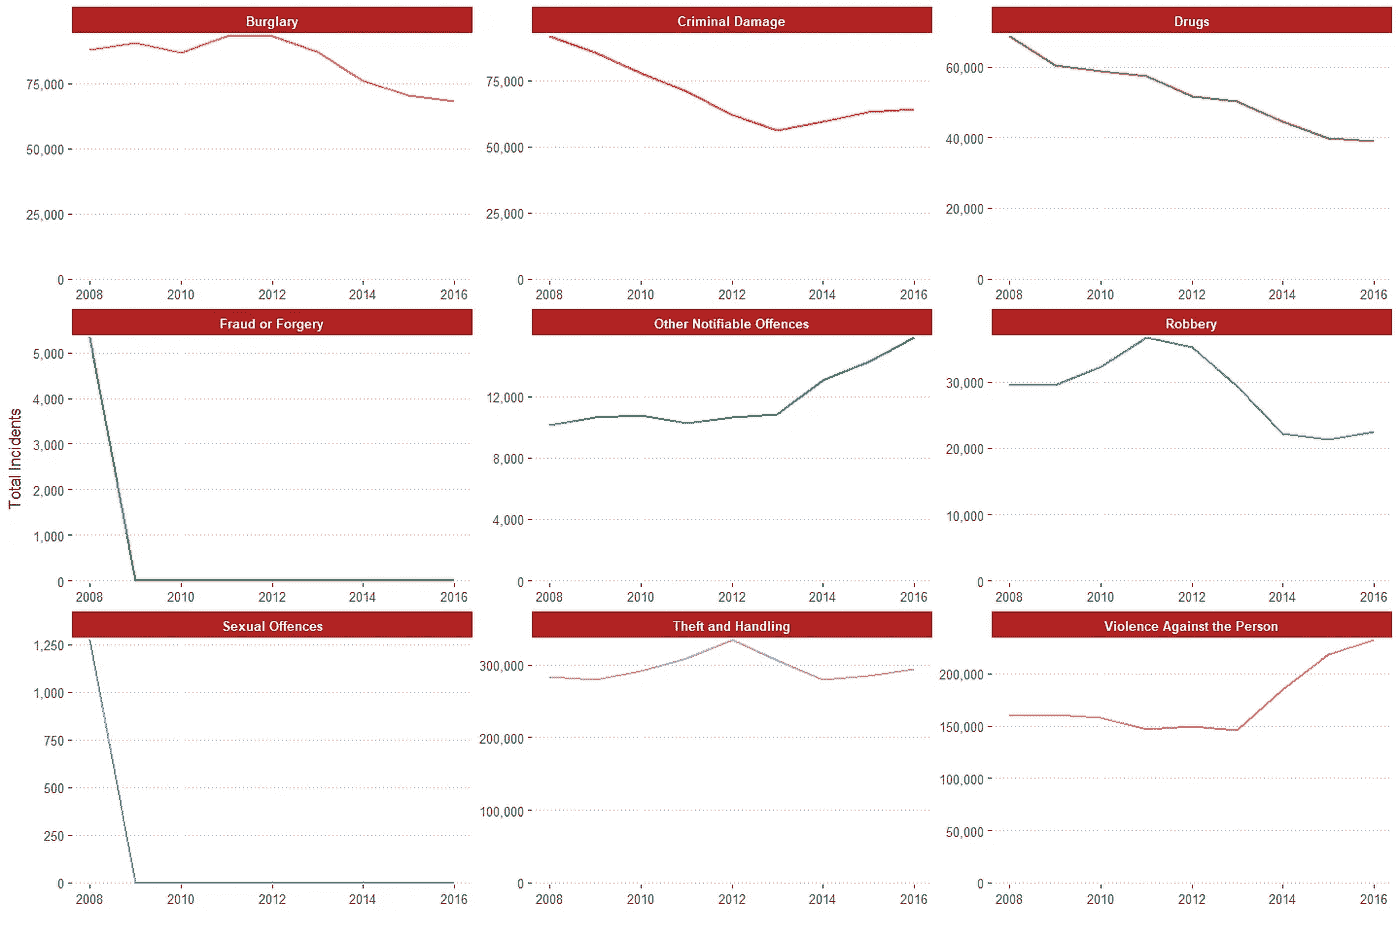 Burglary
Criminal Damage
Drugs
75,000
50,000
25,000
0
2008 2010 2012 2014 2016
75,000
50,000
25,000
0
2008 2010 2012 2014 2016
60,000
40,000
20,000
0
2008 2010 2012 2014 2016
Total Incidents
Fraud or Forgery
Other Notifiable Offences
Robbery
5,000
4,000
3,000
2,000
1,000
0
2008 2010 2012 2014 2016
12,000
8,000
4,000
0
2008 2010 2012 2014 2016
30,000
20,000
10,000
0
2008 2010 2012 2014 2016
Sexual Offences
Theft and Handling
Violence Against the Person
1,250
1,000
750
500
250
0
2008 2010 2012 2014 2016
300,000
200,000
100,000
0
2008 2010 2012 2014 2016
200,000
150,000
100,000
50,000
0
2008 2010 2012 2014 2016